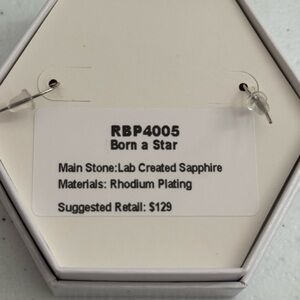 RBP4005
Born a Star
Main Stone:Lab Created Sapphire
Materials: Rhodium Plating
Suggested Retail: $129